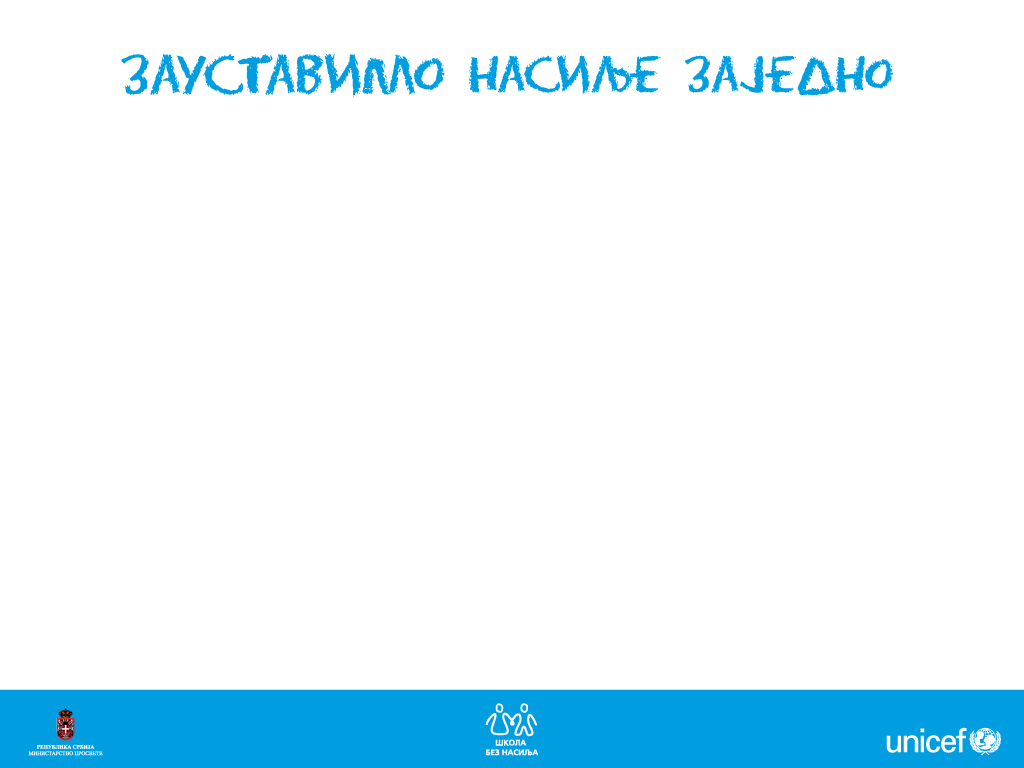 ЗАУСТАВИМО НАСИЉЕ ЗАЈЕДНО
РЕПУБЛИКА СРБИЈА
МИНИСТАРСТВО ПРОСВЕТЕ
ШКОЛА
БЕЗ НАСИЉА
unicef